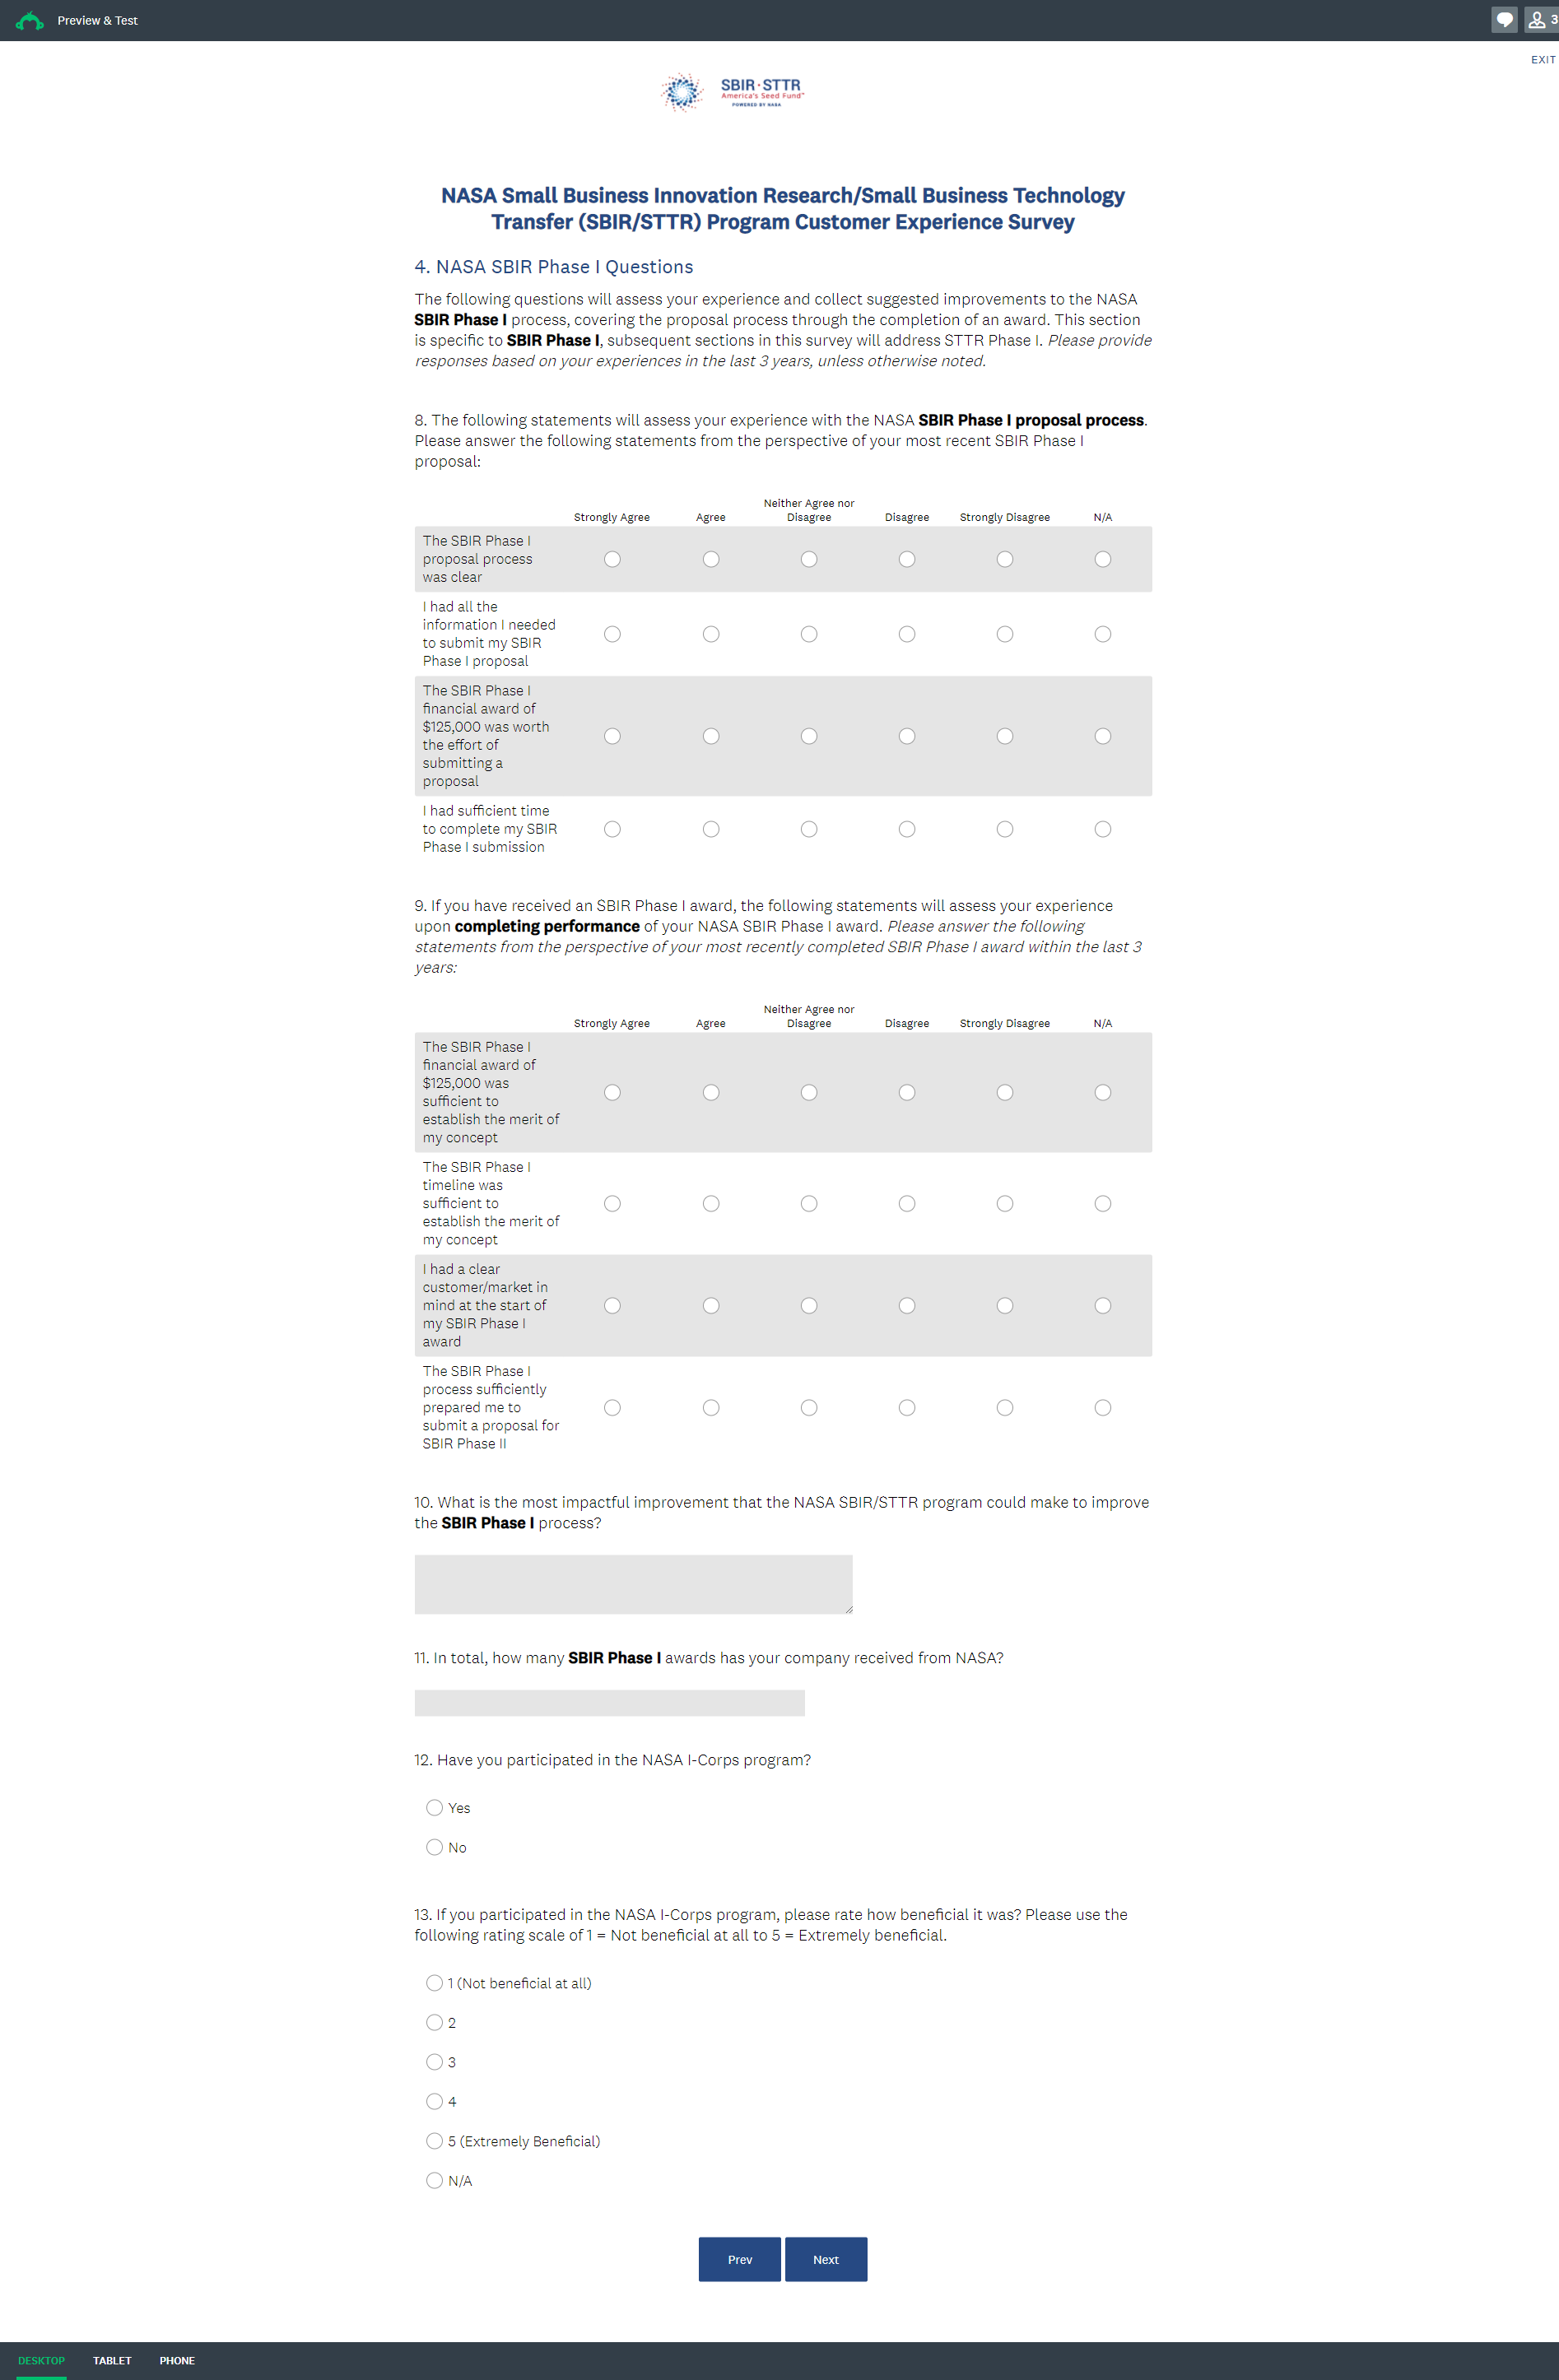 Preview & Test
3
EXIT
SBIR·STTR
America's Seed Fund™
POWERED BY NASA
NASA Small Business Innovation Research/Small Business Technology
Transfer (SBIR/STTR) Program Customer Experience Survey
4. NASA SBIR Phase I Questions
The following questions will assess your experience and collect suggested improvements to the NASA
SBIR Phase I process, covering the proposal process through the completion of an award. This section
is specific to SBIR Phase I, subsequent sections in this survey will address STTR Phase I. Please provide
responses based on your experiences in the last 3 years, unless otherwise noted.
8. The following statements will assess your experience with the NASA SBIR Phase I proposal process.
Please answer the following statements from the perspective of your most recent SBIR Phase I
proposal:
Neither Agree nor
Strongly Agree Agree Disagree Disagree Strongly Disagree N/A
The SBIR Phase I
proposal process
was clear
I had all the
information I needed
to submit my SBIR
Phase I proposal
The SBIR Phase I
financial award of
$125,000 was worth
the effort of
submitting a
proposal
I had sufficient time
to complete my SBIR
Phase I submission
9. If you have received an SBIR Phase I award, the following statements will assess your experience
upon completing performance of your NASA SBIR Phase I award. Please answer the following
statements from the perspective of your most recently completed SBIR Phase I award within the last 3
years:
Neither Agree nor
Strongly Agree Agree Disagree Disagree Strongly Disagree N/A
The SBIR Phase I
financial award of
$125,000 was
sufficient to
establish the merit of
my concept
The SBIR Phase I
timeline was
sufficient to
establish the merit of
my concept
I had a clear
customer/market in
mind at the start of
my SBIR Phase I
award
The SBIR Phase I
process sufficiently
prepared me to
submit a proposal for
SBIR Phase II
10. What is the most impactful improvement that the NASA SBIR/STTR program could make to improve
the SBIR Phase I process?
11. In total, how many SBIR Phase I awards has your company received from NASA?
12. Have you participated in the NASA I-Corps program?
Yes
No
13. If you participated in the NASA I-Corps program, please rate how beneficial it was? Please use the
following rating scale of 1 = Not beneficial at all to 5 = Extremely beneficial.
1 (Not beneficial at all)
2
3
4
5 (Extremely Beneficial)
N/A
Prev Next
DESKTOP TABLET PHONE